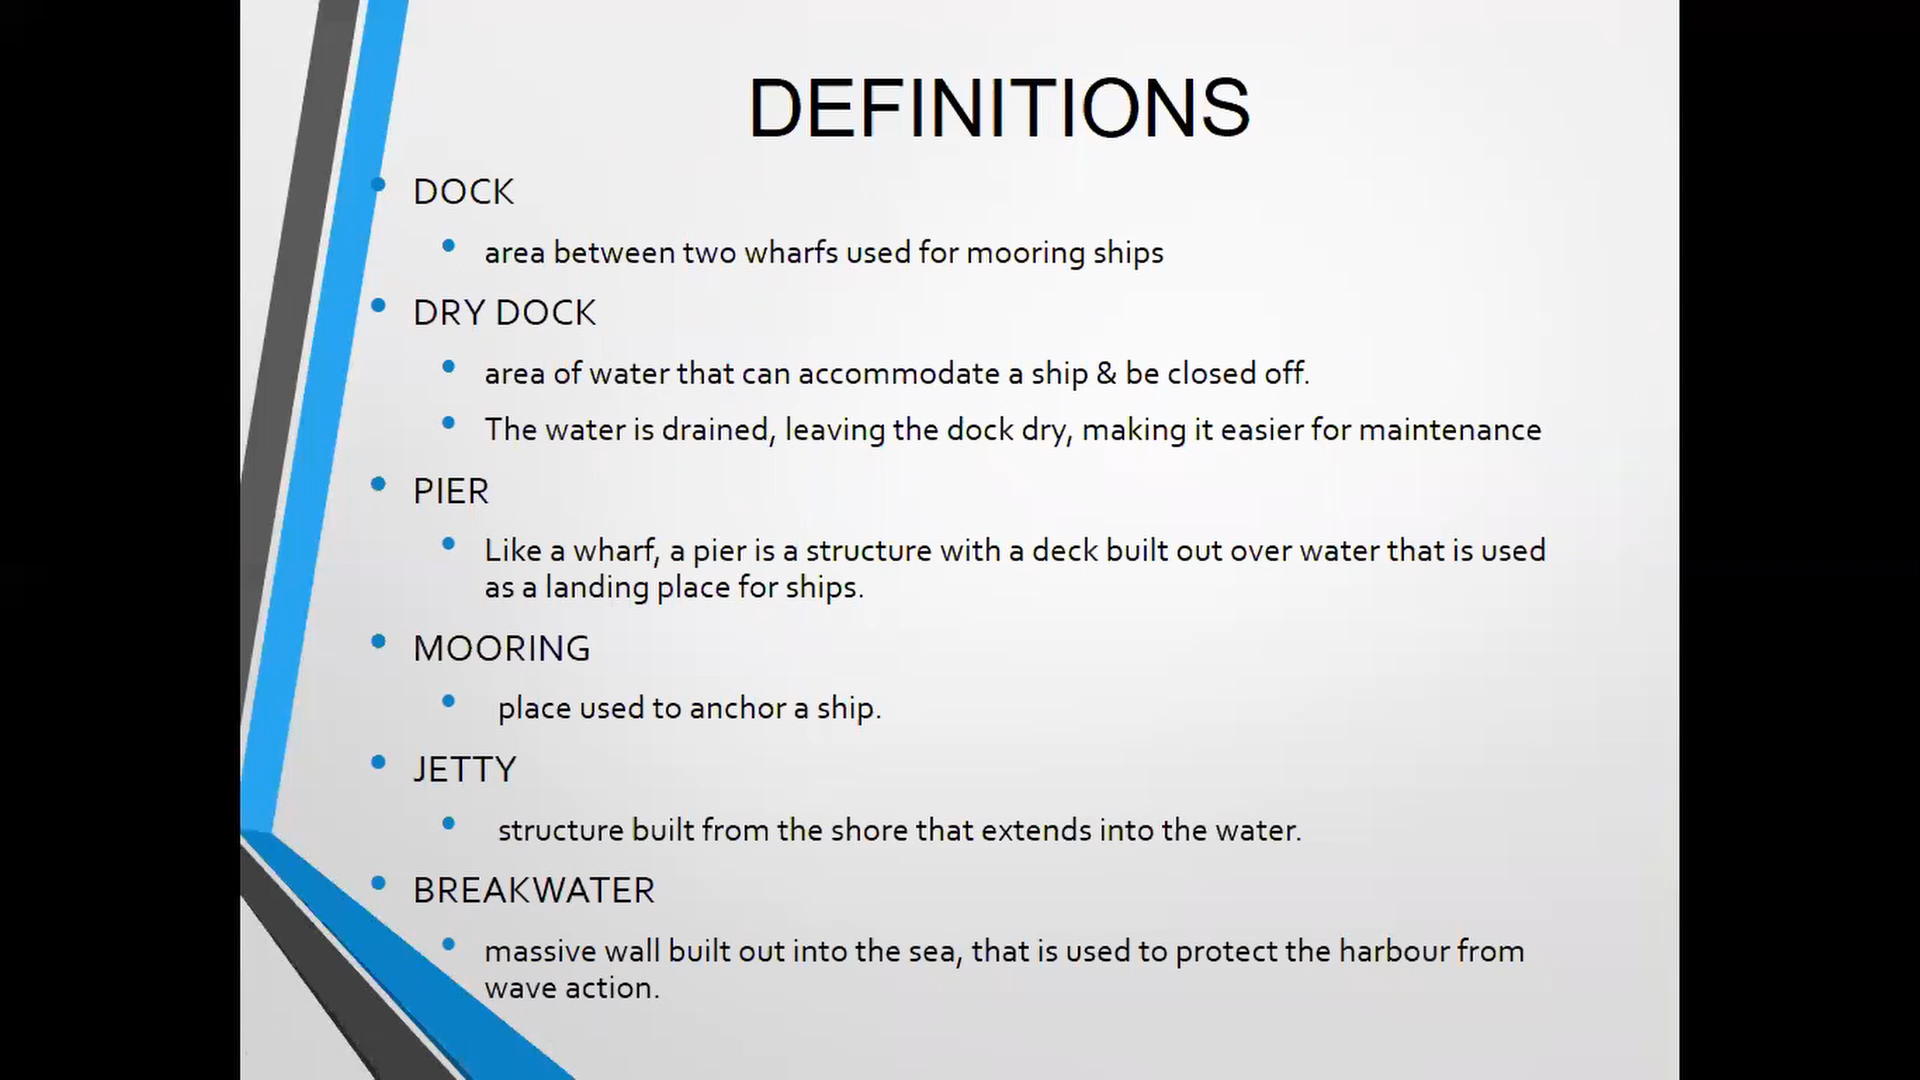 DEFINITIONS
DOCK
area between two wharfs used for mooring ships
DRY DOCK
area of water that can accommodate a ship & be closed off.
The water is drained, leaving the dock dry, making it easier for maintenance
PIER
Like a wharf, a pier is a structure with a deck built out over water that is used
as a landing place for ships.
MOORING
place used to anchor a ship.
JETTY
structure built from the shore that extends into the water.
BREAKWATER
massive wall built out into the sea, that is used to protect the harbour from
wave action.